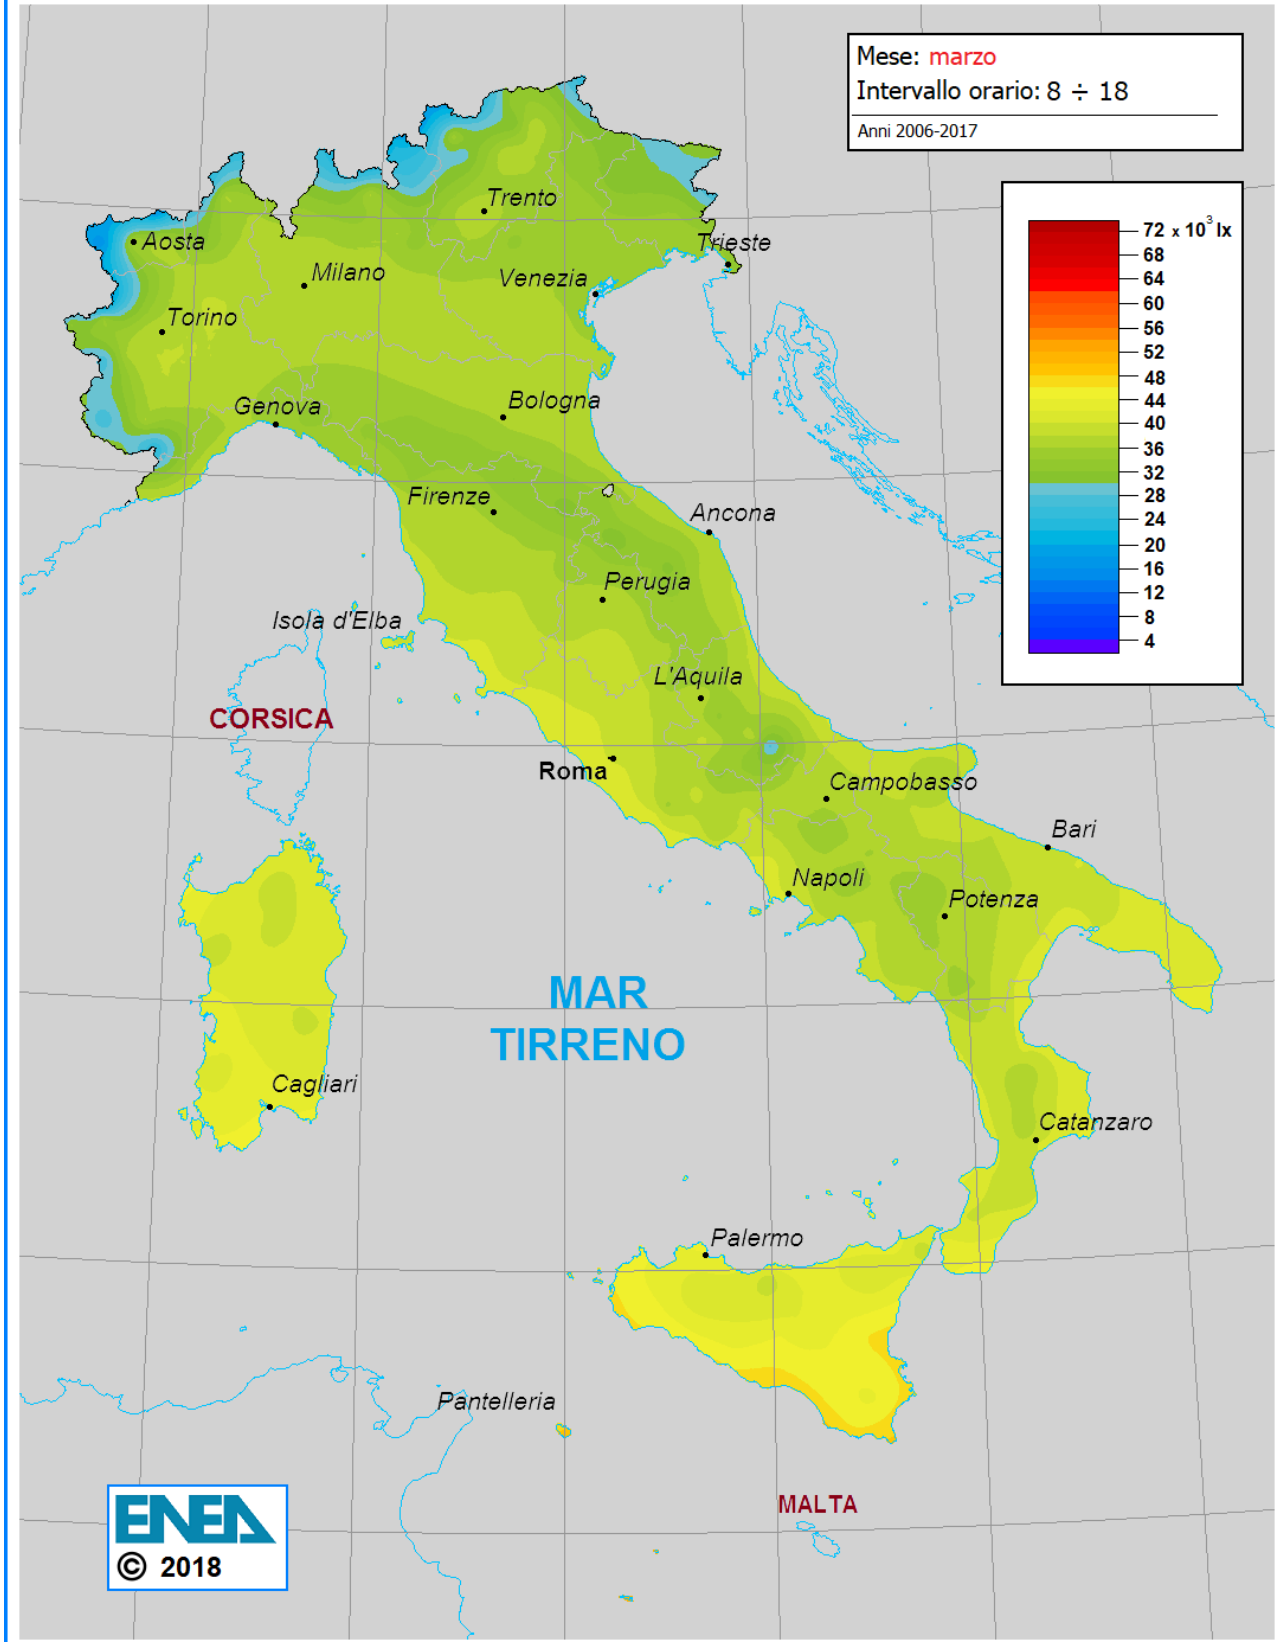 Mese: marzo
Intervallo orario: 8 ÷ 18
Anni 2006-2017
72 x 10³ lx
68
64
60
56
52
48
44
40
36
32
28
24
20
16
12
8
4
Trento
Aosta
Trieste
Milano
Venezia
Torino
Genova
Bologna
Firenze
Ancona
Perugia
Isola d'Elba
L'Aquila
CORSICA
Roma
Campobasso
Bari
Napoli
Potenza
MAR
TIRRENO
Cagliari
Catanzaro
Palermo
Pantelleria
MALTA
ENEA
© 2018